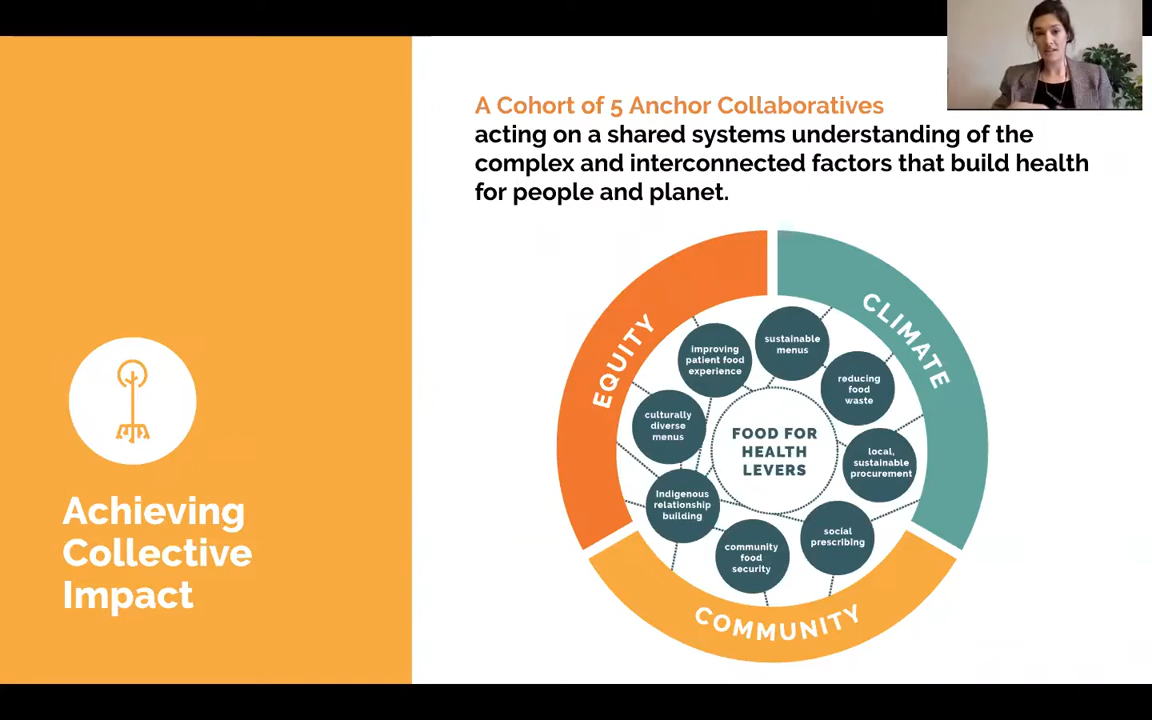 A Cohort of 5 Anchor Collaboratives
acting on a shared systems understanding of the
complex and interconnected factors that build health
for people and planet.
Achieving
Collective
Impact
EQUITY
CLIMATE
COMMUNITY
FOOD FOR
HEALTH
LEVERS
sustainable
menus
reducing
food
waste
local,
sustainable
procurement
social
prescribing
community
food
security
Indigenous
relationship
building
culturally
diverse
menus
improving
patient food
experience